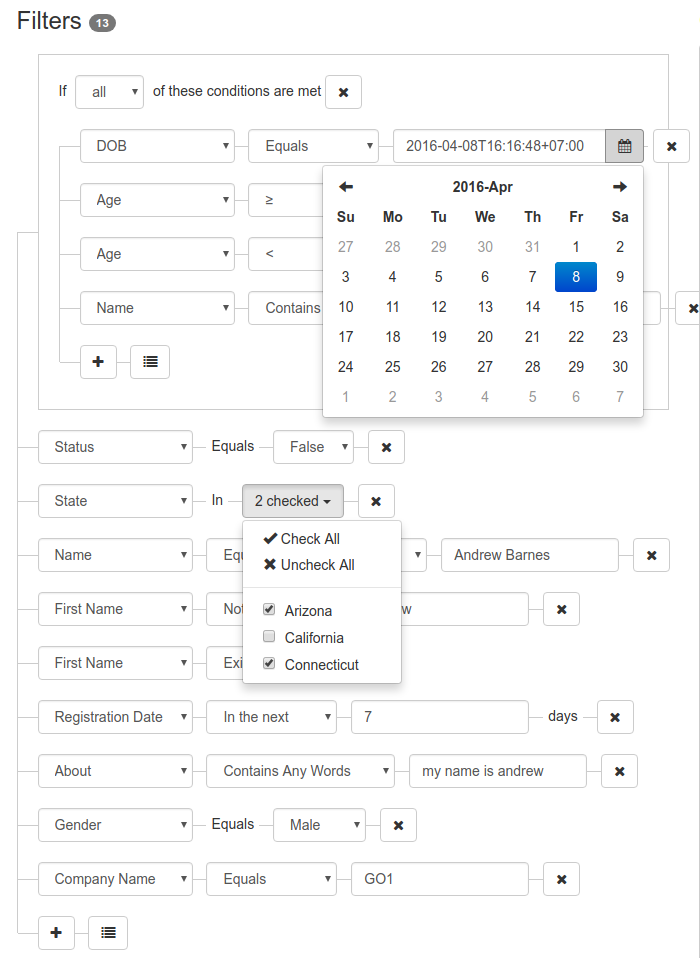 Filters 13
If all of these conditions are met
DOB Equals 2016-04-08T16:16:48+07:00
2016-Apr
Age ≥
Su Mo Tu We Th Fr Sa
27 28 29 30 31 1 2
Age <
3 4 5 6 7 8 9
Name Contains
10 11 12 13 14 15 16
17 18 19 20 21 22 23
24 25 26 27 28 29 30
1 2 3 4 5 6 7
Status Equals False
State In 2 checked
Check All
Name Andrew Barnes
Uncheck All
First Name Not w
Arizona
California
First Name Exi
Connecticut
Registration Date In the next 7 days
About Contains Any Words my name is andrew
Gender Equals Male
Company Name Equals GO1